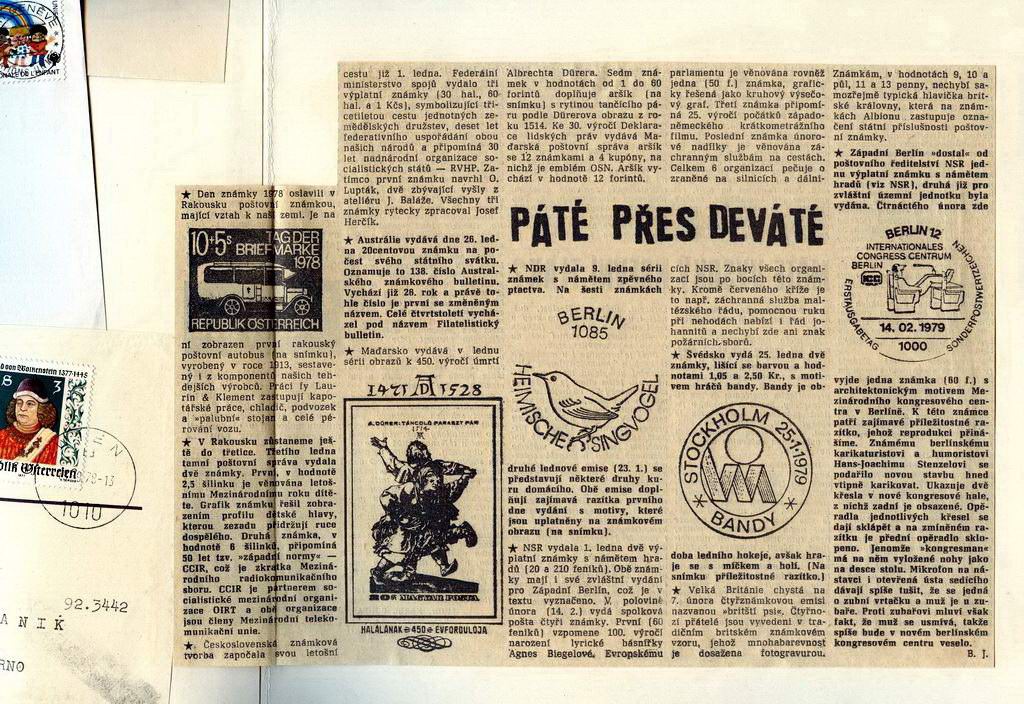 GENÈVE
★ Den známky 1978 oslavili v
Rakousku poštovní známkou,
mající vztah k naší zemi. Je na
10+5s
TAG DER
BRIEFMARKE
1978
REPUBLIK ÖSTERREICH
ní zobrazen první rakouský
poštovní autobus (na snímku),
vyrobený v roce 1913, sestave-
ný i z komponentů našich teh-
dejších výrobců. Práci fy Lau-
rin & Klement zastupují kapo-
tářské práce, chladič, podvozek
a »patníh« stojan a celé pé-
rování vozu.
★ V Rakousku zůstaneme ješ-
tě do třetice. Třetího ledna
tamní poštovní správa vydala
dvě známky. První, v hodnotě
2,5 šilinku je věnována letoš-
nímu Mezinárodnímu roku dítě-
te. Grafik známky řešil zobra-
zením profilu dětské hlavy,
kterou zezadu přidržují ruce
dospělého. Druhá známka, v
hodnotě 6 šilinků, připomíná
50 let tzv. »západní normy« —
CCIR, což je zkratka Meziná-
rodního radiokomunikačního
sboru. CCIR je partnerem so-
cialistické mezinárodní organi-
zace OIRT a obě organizace
jsou členy Mezinárodní teleko-
munikační unie.
★ Československá známková
tvorba započala svou letošní
cestu již 1. ledna. Federální
ministerstvo spojů vydalo tři
výplatní známky (30 hal., 60
hal. a 1 Kčs), symbolizující tři-
cetiletou cestu jednotných ze-
mědělských družstev, deset let
federativního uspořádání obou
našich národů a připomíná 30
let nadnárodní organizace so-
cialistických států — RVHP. Za-
tímco první známku navrhl O.
Lupták, dvě zbývající vyšly z
ateliéru J. Baláže. Všechny tři
známky rytecky zpracoval Josef
Herčík.
★ Austrálie vydává dne 26. led-
na 20centovou známku na po-
čest svého státního svátku.
Oznamuje to 138. číslo Austral-
ského známkového bulletinu.
Vychází již 28. rok a právě to-
hle číslo je první se změněným
názvem. Celé čtvrtstoletí vychá-
zel pod názvem Filatelistický
bulletin.
★ Maďarsko vydává v lednu
sérii obrazů k 450. výročí úmrtí
1471 AD 1528
A. DÜRER: TÁNCOLÓ PARASZT PÁR
1514.
20 Ft MAGYAR POSTA
HALÁLÁNAK ✻ 450 ✻ ÉVFORDULÓJA
Albrechta Dürera. Sedm zná-
mek v hodnotách od 1 do 60
forintů doplňuje aršík (na
snímku) s rytinou tančícího pá-
ru podle Dürerova obrazu z ro-
ku 1514. Ke 30. výročí Deklara-
ce lidských práv vydává Ma-
ďarská poštovní správa aršík
se 12 známkami a 4 kupóny, na
nichž je emblém OSN. Aršík vy-
chází v hodnotě 12 forintů.
parlamentu je věnována rovněž
jedna (50 f.) známka, grafic-
ky řešená jako kruhový výsečo-
vý graf. Třetí známka připomí-
ná 25. výročí počátků západo-
německého krátkometrážního
filmu. Poslední známka únoro-
vé nadílky je věnována zá-
chranným službám na cestách.
Celkem 6 organizací pečuje o
zraněné na silnicích a dálni-
PÁTÉ PŘES DEVÁTÉ
★ NDR vydala 9. ledna sérii
známek s námětem zpěvného
ptactva. Na šesti známkách
BERLIN
1085
HEIMISCHE SINGVÖGEL
druhé lednové emise (23. 1.) se
představují některé druhy ku-
ru domácího. Obě emise dopl-
ňují zajímavá razítka prvního
dne vydání s motivy, které
jsou uplatněny na známkovém
obrazu (na snímku).
★ NSR vydala 1. ledna dvě vý-
platní známky s námětem hra-
dů (40 a 210 feniků). Obě znám-
ky mají i své zvláštní vydání
pro Západní Berlín, což je v
textu vyznačeno. V polovině
února (14. 2.) vydá spolková
pošta čtyři známky. První (60
feniků) vzpomene 100. výročí
narození lyrické básnířky
Agnes Biegelové. Evropskému
cích NSR. Znaky všech organi-
zací jsou po bocích této znám-
ky. Kromě červeného kříže je
to např. záchranná služba mal-
tézského řádu, pomocnou ruku
při nehodách nabízí i řád jo-
hannitů a nechybí zde ani znak
požárních sborů.
★ Švédsko vydá 25. ledna dvě
známky, lišící se barvou a hod-
notami 1,05 a 2,50 Kr., s moti-
vem hráčů bandy. Bandy je ob-
STOCKHOLM 25.1.1979
BANDY
doba ledního hokeje, avšak hra-
je se s míčkem a holí. (Na
snímku příležitostné razítko.)
★ Velká Británie chystá na
7. února čtyřznámkovou emisi
nazvanou »britští psi«. Čtyřno-
zí přátelé jsou vyvedeni v tra-
dičním britském známkovém
vzoru, jehož mnohabarevnost
je dosažena fotogravurou.
Známkám, v hodnotách 9, 10 a
půl, 11 a 13 penny, nechybí sa-
mozřejmě typická hlavička brit-
ské královny, která na znám-
kách Albionu zastupuje ozna-
čení státní příslušnosti poštov-
ní známky.
★ Západní Berlín »dostal« od
poštovního ředitelství NSR jed-
nu výplatní známku s námětem
hradů (viz NSR), druhá již pro
zvláštní územní jednotku byla
vydána. Čtrnáctého února zde
BERLIN 12
INTERNATIONALES
CONGRESS CENTRUM
BERLIN
ERSTAUSGABETAG
SONDERPOSTWERTZEICHEN
14. 02. 1979
1000
vyjde jedna známka (60 f.) s
architektonickým motivem Me-
zinárodního kongresového cent-
ra v Berlíně. K této známce
patří zajímavé příležitostné ra-
zítko, jehož reprodukci přiná-
šíme. Známému berlínskému
karikaturistovi a humoristovi
Hans-Joachimu Stenzelovi se
podařilo novou stavbu hned
vtipně karikovat. Ukazuje dvě
křesla v nové kongresové hale,
z nichž zadní je obsazené. Opě-
radla jednotlivých křesel se
dají sklápět a na zmíněném ra-
zítku je přední opěradlo sklo-
peno. Jenomže »kongresman«
má na něm vyložené nohy jako
na desce stolu. Mikrofon na ná-
stavci i otevřená ústa sedícího
dávají spíše tušit, že se jedná
o zubní vrtačku a muž je u zu-
baře. Proti zubařovi mluví však
fakt, že muž se usmívá, takže
spíše bude v novém berlínském
kongresovém centru veselo.
B. J.
von Wolkenstein 1377-1445
8 3
Republik Österreich
WIEN
1010
92.3442
ANIK
RNO